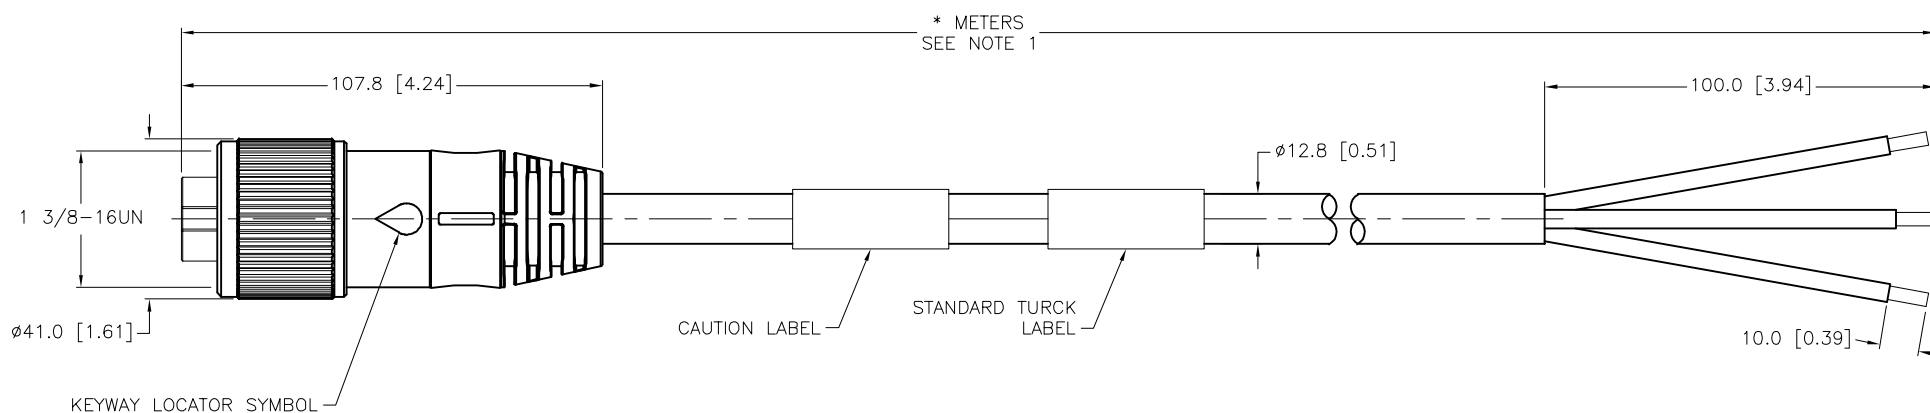 * METERS
SEE NOTE 1
107.8 [4.24]
100.0 [3.94]
ø12.8 [0.51]
1 3/8-16UN
ø41.0 [1.61]
CAUTION LABEL
STANDARD TURCK
LABEL
10.0 [0.39]
KEYWAY LOCATOR SYMBOL